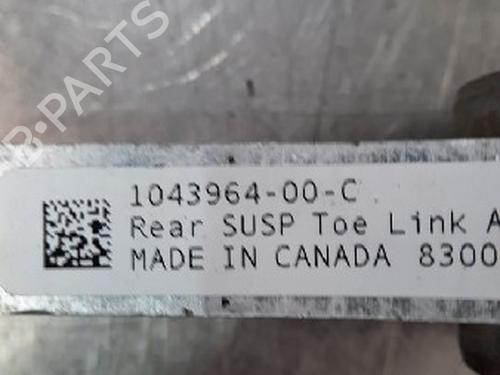 B-PARTS
1043964-00-C
Rear SUSP Toe Link A
MADE IN CANADA 8300